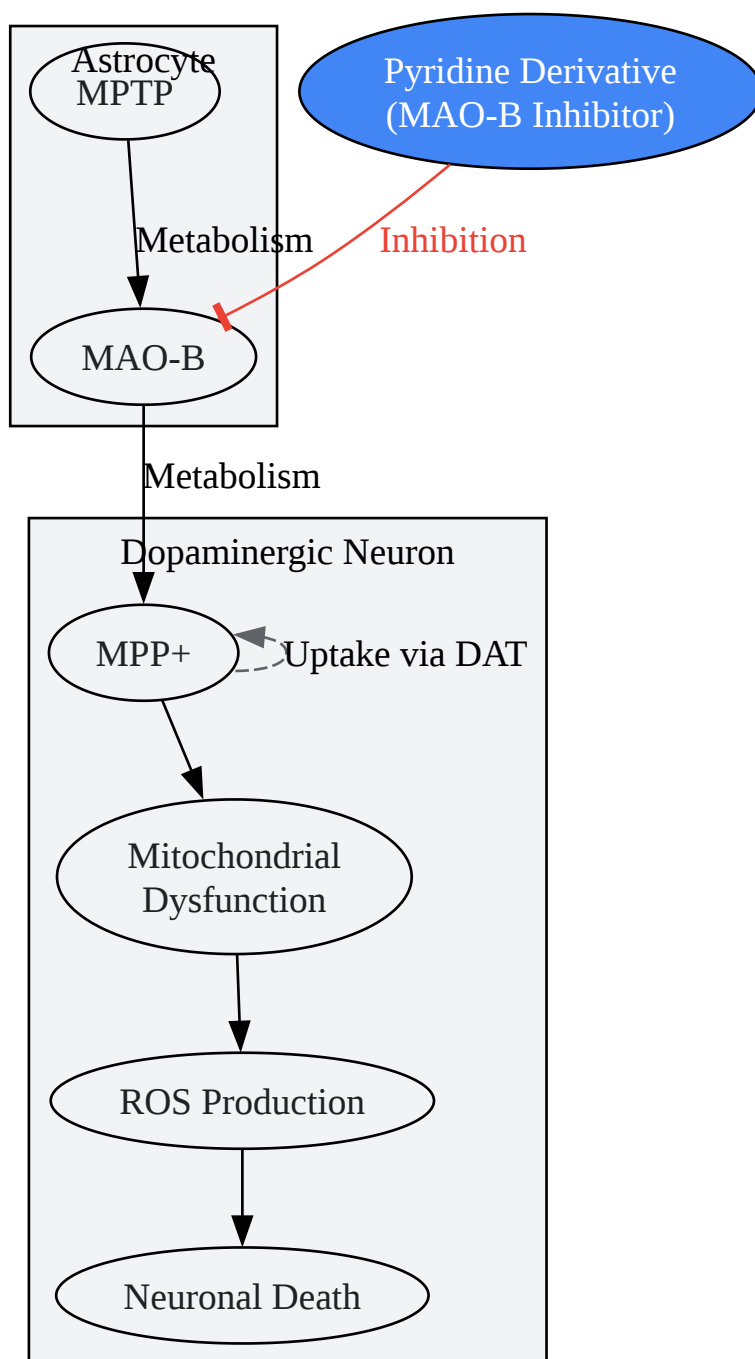 Astrocyte
MPTP
Pyridine Derivative
(MAO-B Inhibitor)
Metabolism
Inhibition
MAO-B
Metabolism
Dopaminergic Neuron
MPP+
Uptake via DAT
Mitochondrial
Dysfunction
ROS Production
Neuronal Death